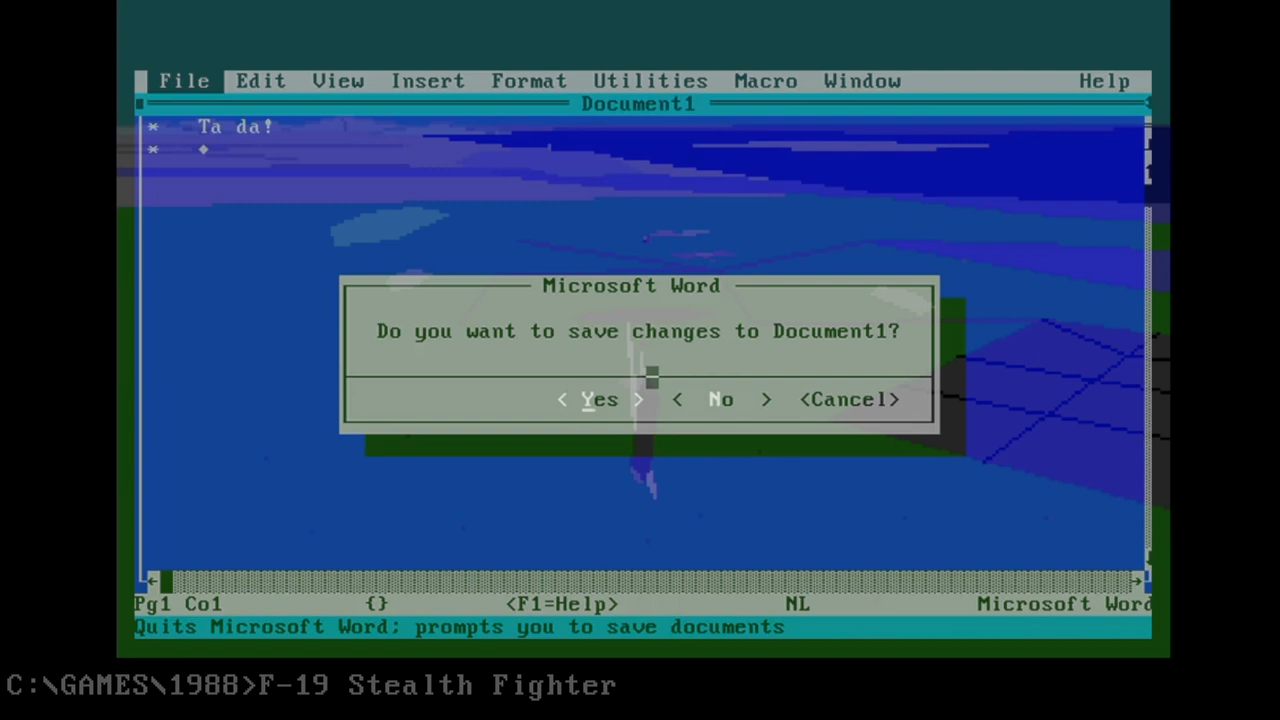 File Edit View Insert Format Utilities Macro Window Help
Document1
* Ta da!
*
Microsoft Word
Do you want to save changes to Document1?
< Yes > < No > <Cancel>
Pg1 Co1 {} <F1=Help> NL Microsoft Word
Quits Microsoft Word; prompts you to save documents
C:\GAMES\1988>F-19 Stealth Fighter